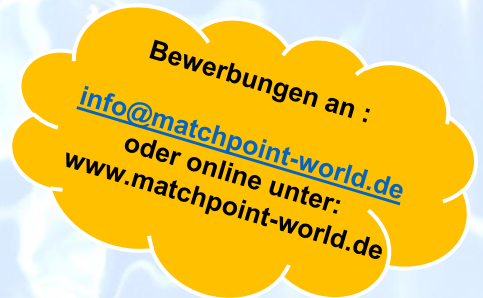 Bewerbungen an :
info@matchpoint-world.de
oder online unter:
www.matchpoint-world.de